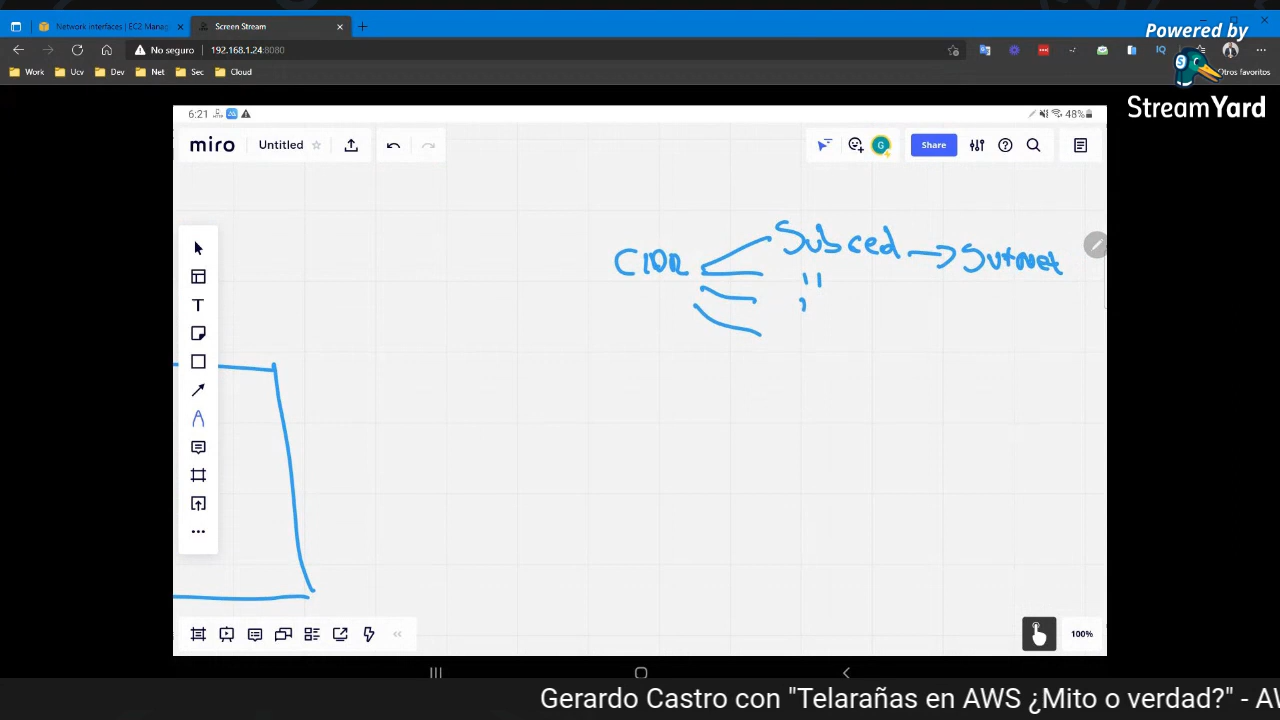 Network interfaces | EC2 Manag
Screen Stream
No seguro | 192.168.1.24:8080
Work
Ucv
Dev
Net
Sec
Cloud
Otros favoritos
Powered by
StreamYard
6:21
48%
miro
Untitled
Share
CIDR
Subred
Subnet
"
100%
Gerardo Castro con "Telarañas en AWS ¿Mito o verdad?" - AW